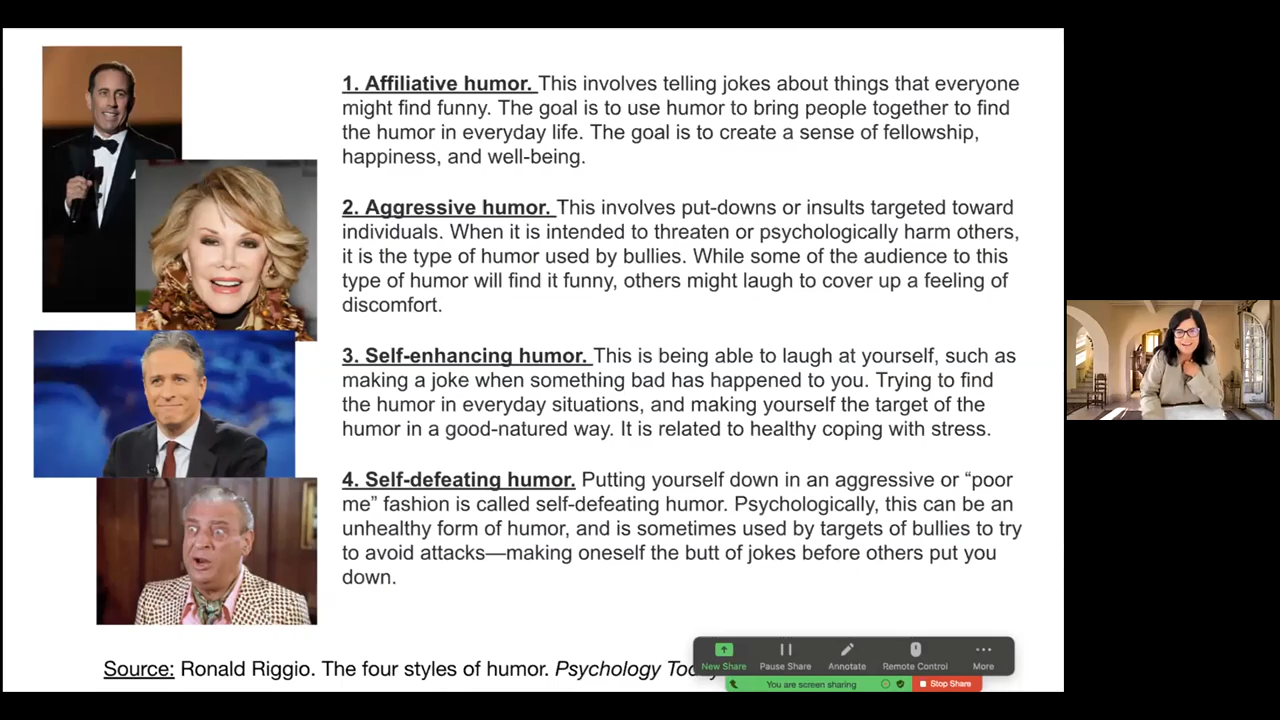 1. Affiliative humor. This involves telling jokes about things that everyone
might find funny. The goal is to use humor to bring people together to find
the humor in everyday life. The goal is to create a sense of fellowship,
happiness, and well-being.
2. Aggressive humor. This involves put-downs or insults targeted toward
individuals. When it is intended to threaten or psychologically harm others,
it is the type of humor used by bullies. While some of the audience to this
type of humor will find it funny, others might laugh to cover up a feeling of
discomfort.
3. Self-enhancing humor. This is being able to laugh at yourself, such as
making a joke when something bad has happened to you. Trying to find
the humor in everyday situations, and making yourself the target of the
humor in a good-natured way. It is related to healthy coping with stress.
4. Self-defeating humor. Putting yourself down in an aggressive or “poor
me” fashion is called self-defeating humor. Psychologically, this can be an
unhealthy form of humor, and is sometimes used by targets of bullies to try
to avoid attacks—making oneself the butt of jokes before others put you
down.
Source: Ronald Riggio. The four styles of humor. Psychology
New Share Pause Share Annotate Remote Control More
You are screen sharing Stop Share